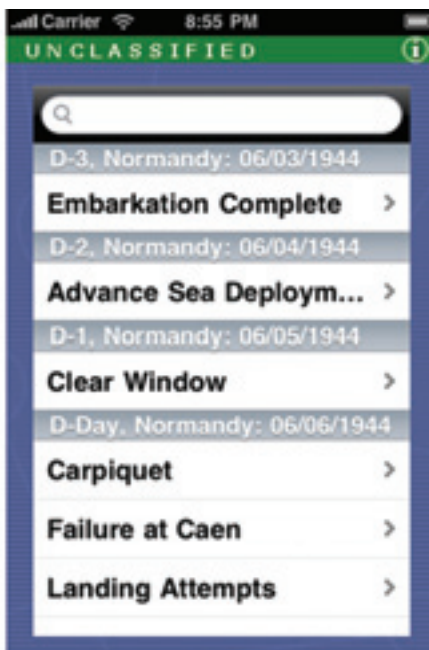 Carrier 8:55 PM
UNCLASSIFIED
D-3, Normandy: 06/03/1944
Embarkation Complete
D-2, Normandy: 06/04/1944
Advance Sea Deploym...
D-1, Normandy: 06/05/1944
Clear Window
D-Day, Normandy: 06/06/1944
Carpiquet
Failure at Caen
Landing Attempts